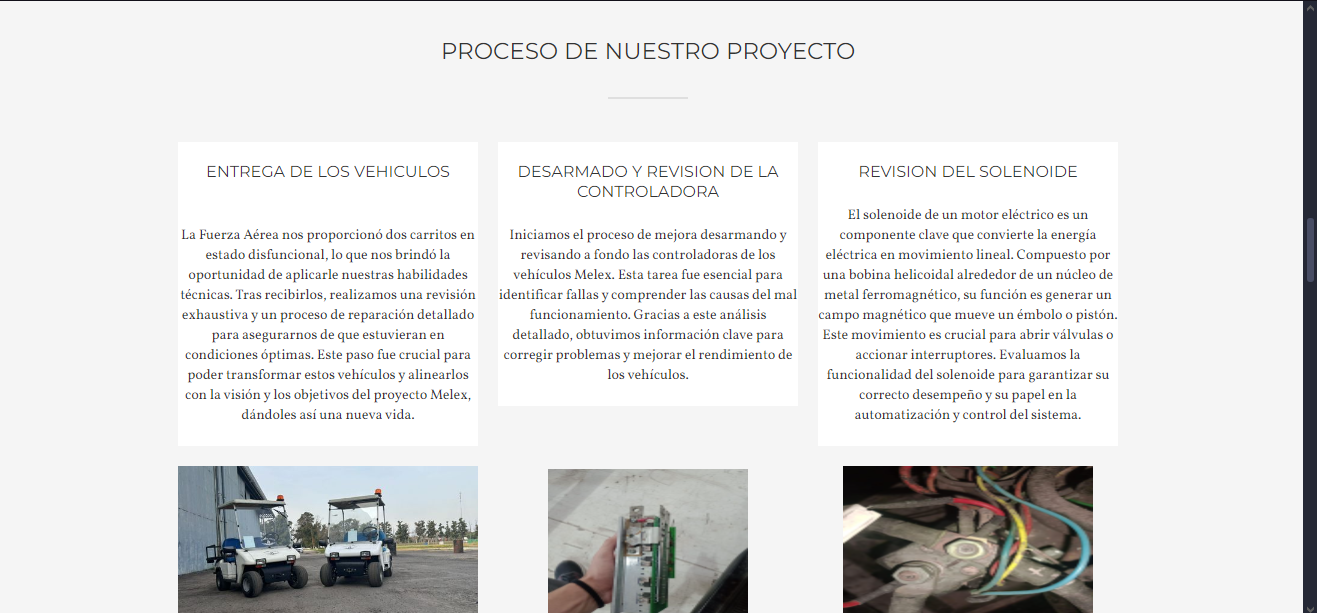 PROCESO DE NUESTRO PROYECTO
ENTREGA DE LOS VEHICULOS
La Fuerza Aérea nos proporcionó dos carritos en
estado disfuncional, lo que nos brindó la
oportunidad de aplicarle nuestras habilidades
técnicas. Tras recibirlos, realizamos una revisión
exhaustiva y un proceso de reparación detallado
para asegurarnos de que estuvieran en
condiciones óptimas. Este paso fue crucial para
poder transformar estos vehículos y alinearlos
con la visión y los objetivos del proyecto Melex,
dándoles así una nueva vida.
DESARMADO Y REVISION DE LA
CONTROLADORA
Iniciamos el proceso de mejora desarmando y
revisando a fondo las controladoras de los
vehículos Melex. Esta tarea fue esencial para
identificar fallas y comprender las causas del mal
funcionamiento. Gracias a este análisis
detallado, obtuvimos información clave para
corregir problemas y mejorar el rendimiento de
los vehículos.
REVISION DEL SOLENOIDE
El solenoide de un motor eléctrico es un
componente clave que convierte la energía
eléctrica en movimiento lineal. Compuesto por
una bobina helicoidal alrededor de un núcleo de
metal ferromagnético, su función es generar un
campo magnético que mueve un émbolo o pistón.
Este movimiento es crucial para abrir válvulas o
accionar interruptores. Evaluamos la
funcionalidad del solenoide para garantizar su
correcto desempeño y su papel en la
automatización y control del sistema.